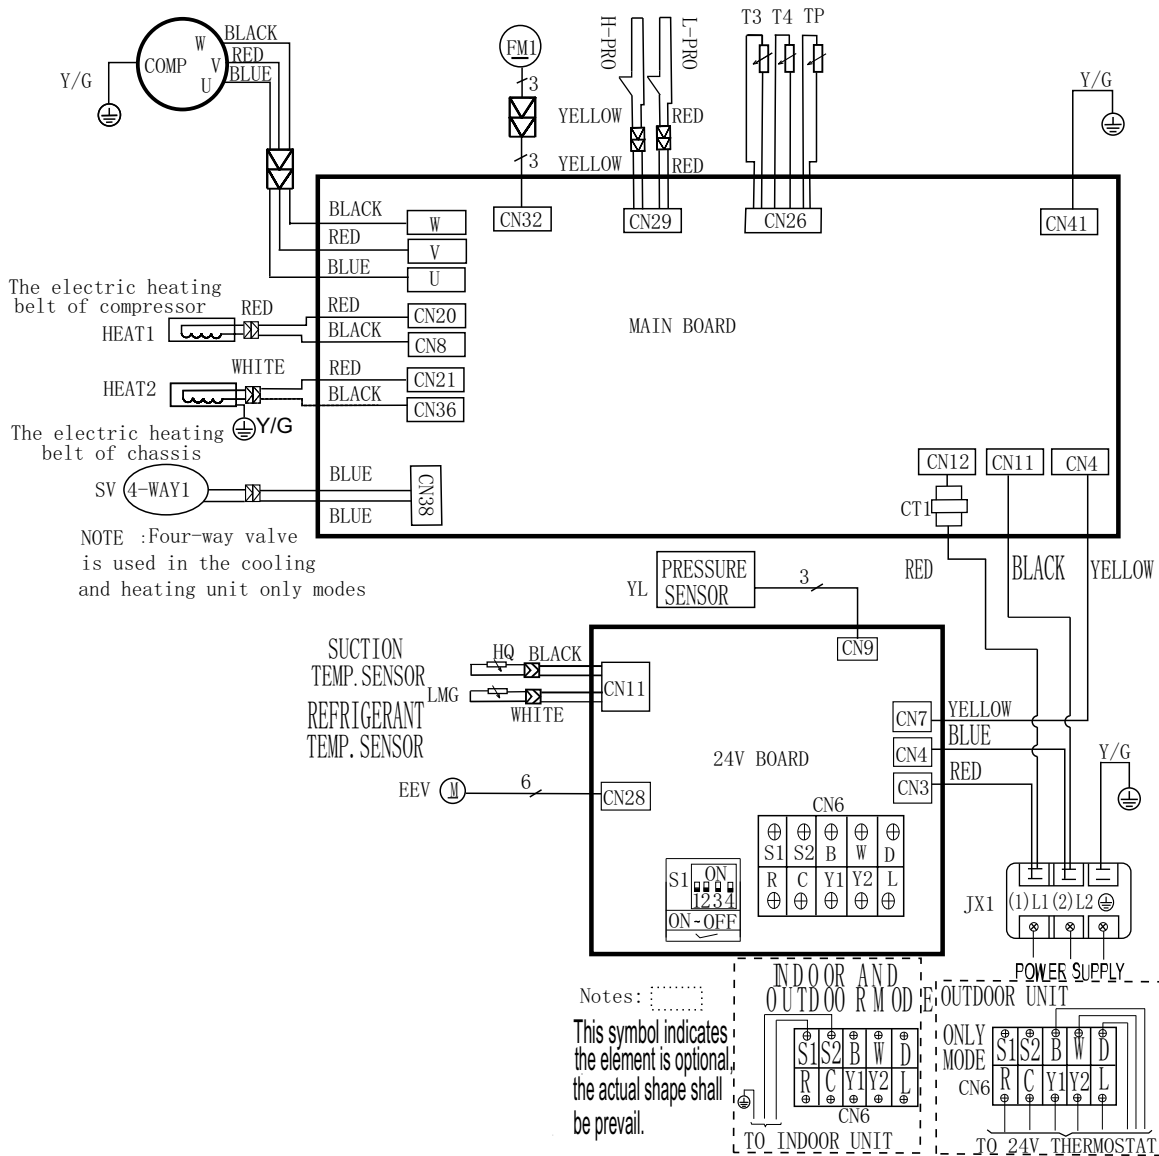 BLACK
RED
BLUE
W
V
U
COMP
Y/G
FM1
3
3
H-PRO
L-PRO
YELLOW
RED
YELLOW
RED
T3 T4 TP
Y/G
CN32
CN29
CN26
CN41
BLACK
W
RED
V
BLUE
U
The electric heating
belt of compressor
RED
HEAT1
RED
CN20
BLACK
CN8
MAIN BOARD
WHITE
HEAT2
RED
CN21
BLACK
CN36
Y/G
The electric heating
belt of chassis
SV
4-WAY1
BLUE
CN38
BLUE
NOTE :Four-way valve
is used in the cooling
and heating unit only modes
CN12
CN11
CN4
CT1
RED
BLACK
YELLOW
YL
PRESSURE
SENSOR
3
CN9
SUCTION
TEMP.SENSOR
HQ
BLACK
CN11
LMG
WHITE
REFRIGERANT
TEMP.SENSOR
EEV
M
6
CN28
24V BOARD
CN7
YELLOW
CN4
BLUE
CN3
RED
Y/G
CN6
S1 S2 B W D
R C Y1 Y2 L
S1
ON
1234
ON~OFF
JX1
(1)L1 (2)L2
POWER SUPPLY
Notes:
This symbol indicates
the element is optional,
the actual shape shall
be prevail.
INDOOR AND
OUTDOOR MODE
S1 S2 B W D
R C Y1 Y2 L
CN6
TO INDOOR UNIT
OUTDOOR UNIT
ONLY
MODE
CN6
S1 S2 B W D
R C Y1 Y2 L
TO 24V THERMOSTAT